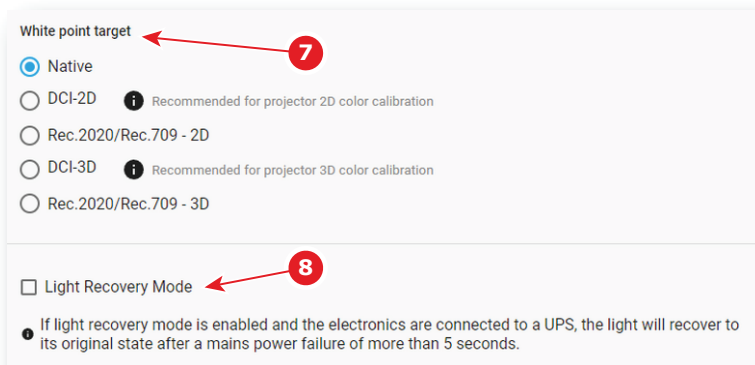 White point target
7
Native
DCI-2D Recommended for projector 2D color calibration
Rec.2020/Rec.709 - 2D
DCI-3D Recommended for projector 3D color calibration
Rec.2020/Rec.709 - 3D
8
Light Recovery Mode
If light recovery mode is enabled and the electronics are connected to a UPS, the light will recover to
its original state after a mains power failure of more than 5 seconds.